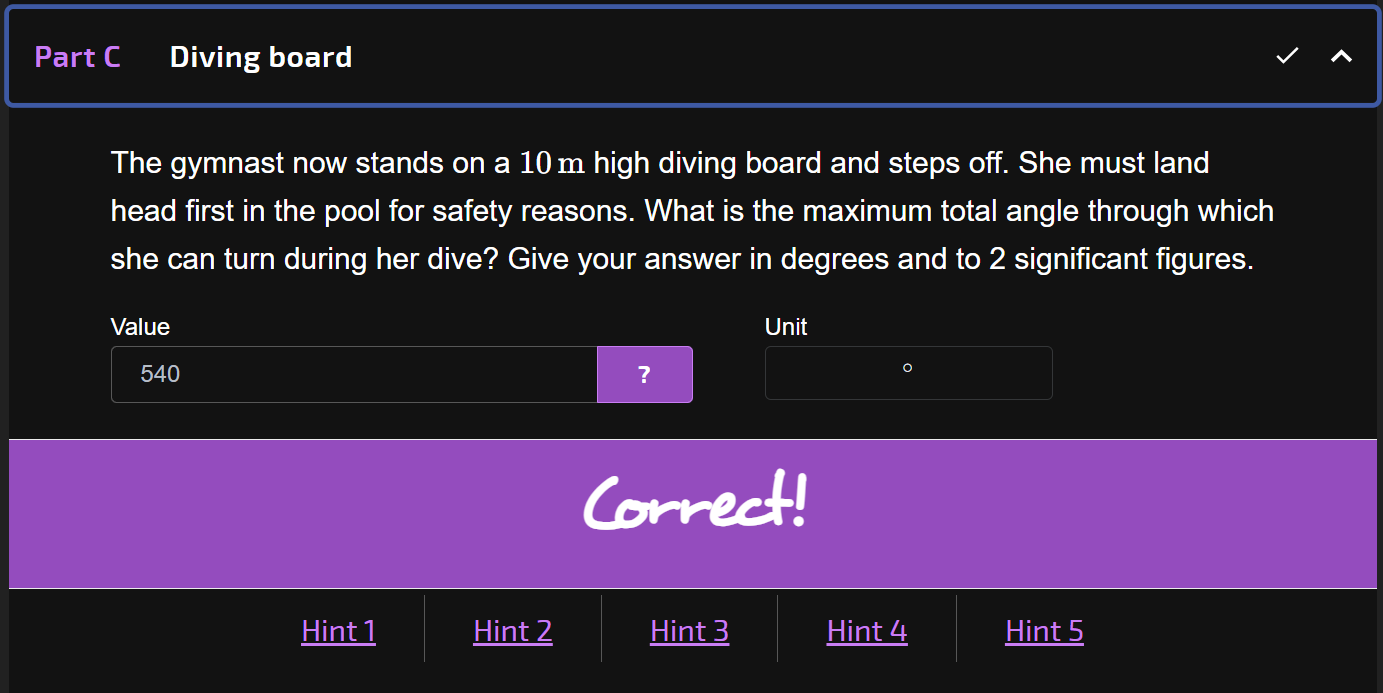 Part C Diving board
The gymnast now stands on a 10 m high diving board and steps off. She must land
head first in the pool for safety reasons. What is the maximum total angle through which
she can turn during her dive? Give your answer in degrees and to 2 significant figures.
Value Unit
540 ? °
Correct!
Hint 1 Hint 2 Hint 3 Hint 4 Hint 5